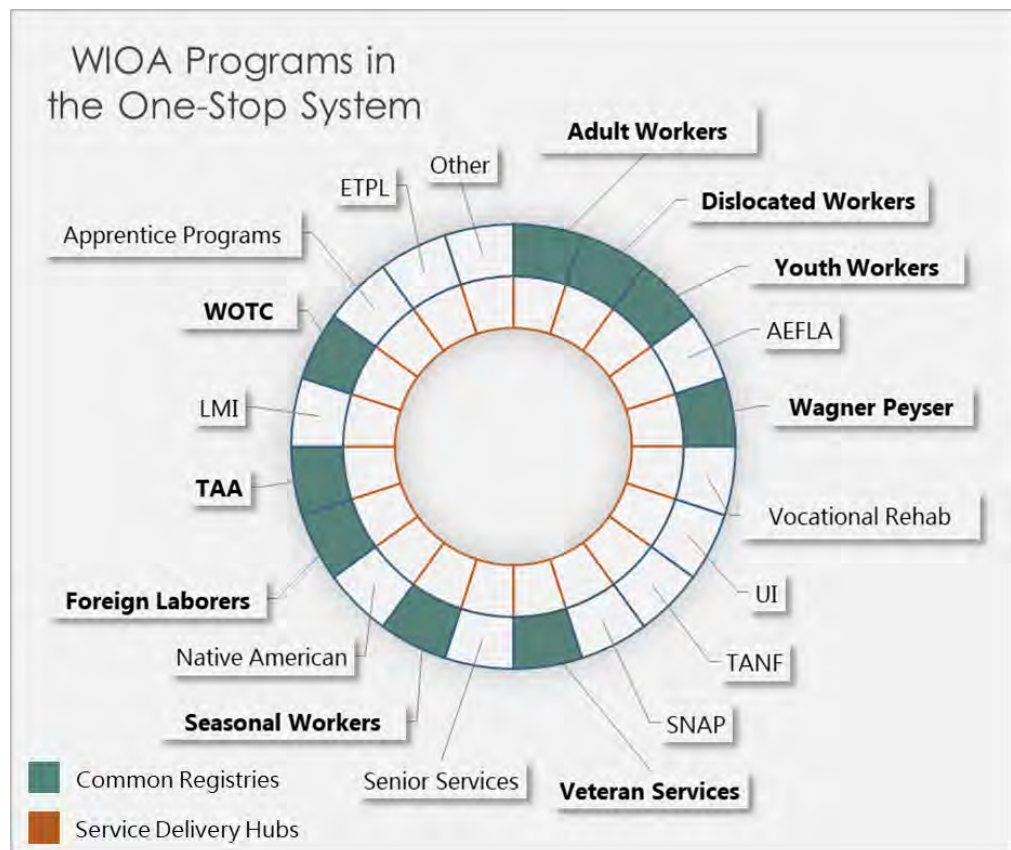 WIOA Programs in
the One-Stop System
Adult Workers
Other
ETPL
Dislocated Workers
Apprentice Programs
Youth Workers
WOTC
AEFLA
LMI
Wagner Peyser
TAA
Vocational Rehab
Foreign Laborers
UI
Native American
TANF
Seasonal Workers
SNAP
Senior Services
Veteran Services
Common Registries
Service Delivery Hubs